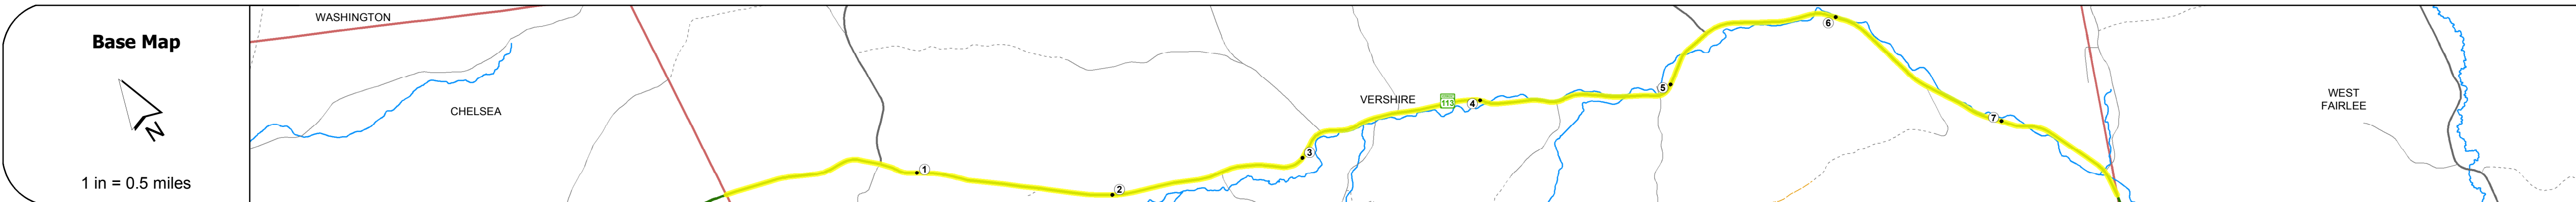 Base Map
N
1 in = 0.5 miles
WASHINGTON
CHELSEA
1
2
3
VERSHIRE
113
4
5
6
7
WEST
FAIRLEE